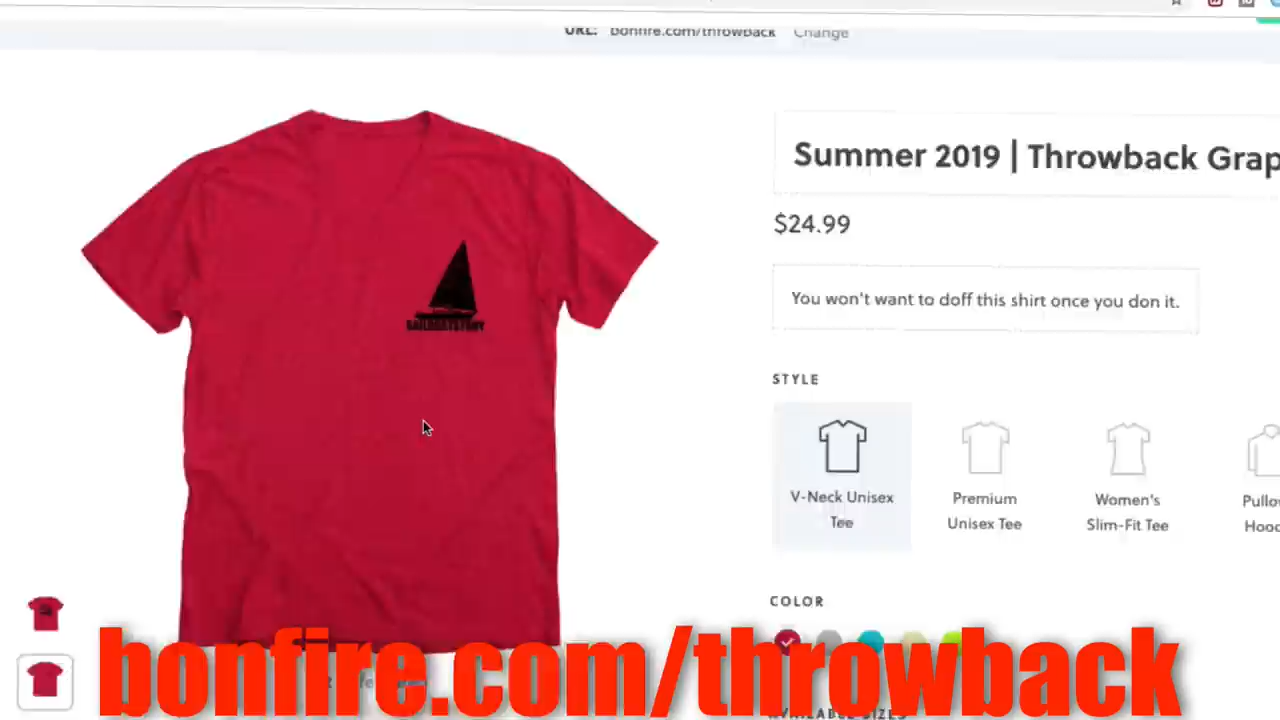 URL: bonfire.com/throwback Change
Summer 2019 | Throwback Grap
$24.99
You won't want to doff this shirt once you don it.
STYLE
V-Neck Unisex
Tee
Premium
Unisex Tee
Women's
Slim-Fit Tee
Pullo
Hood
COLOR
bonfire.com/throwback
AVAILABLE SIZES